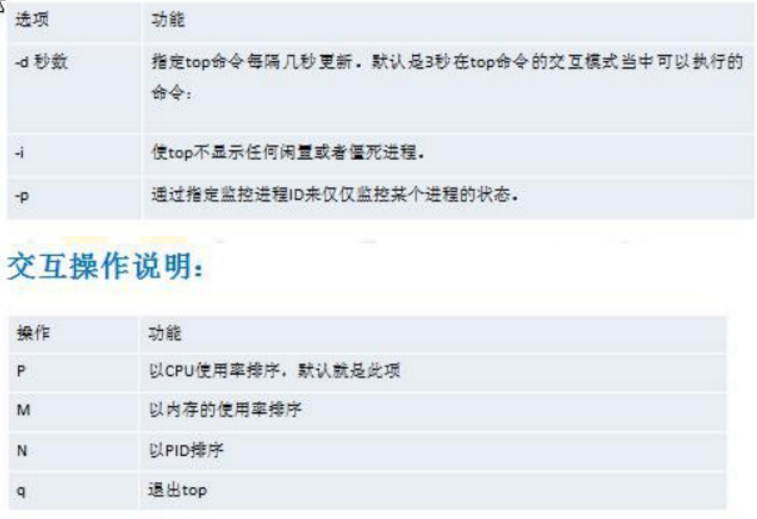 选项 功能
-d 秒数 指定top命令每隔几秒更新。默认是3秒在top命令的交互模式当中可以执行的
命令：
-i 使top不显示任何闲置或者僵死进程。
-p 通过指定监控进程ID来仅仅监控某个进程的状态。
交互操作说明：
操作 功能
P 以CPU使用率排序，默认就是此项
M 以内存的使用率排序
N 以PID排序
q 退出top